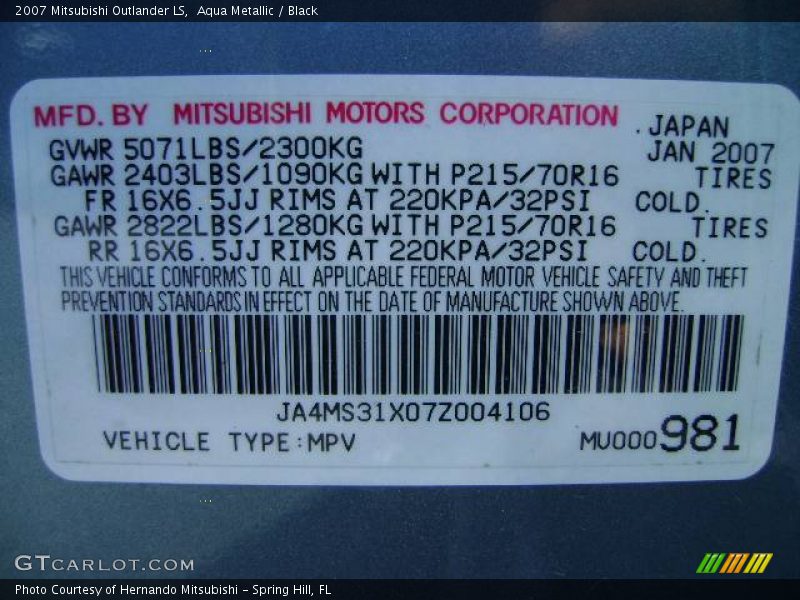 2007 Mitsubishi Outlander LS,  Aqua Metallic / Black
MFD. BY MITSUBISHI MOTORS CORPORATION . JAPAN
GVWR 5071LBS/2300KG JAN 2007
GAWR 2403LBS/1090KG WITH P215/70R16 TIRES
FR 16X6.5JJ RIMS AT 220KPA/32PSI COLD.
GAWR 2822LBS/1280KG WITH P215/70R16 TIRES
RR 16X6.5JJ RIMS AT 220KPA/32PSI COLD.
THIS VEHICLE CONFORMS TO ALL APPLICABLE FEDERAL MOTOR VEHICLE SAFETY AND THEFT
PREVENTION STANDARDS IN EFFECT ON THE DATE OF MANUFACTURE SHOWN ABOVE.
JA4MS31X07Z004106
VEHICLE TYPE:MPV MU000981
GTCARLOT.COM
Photo Courtesy of Hernando Mitsubishi - Spring Hill, FL